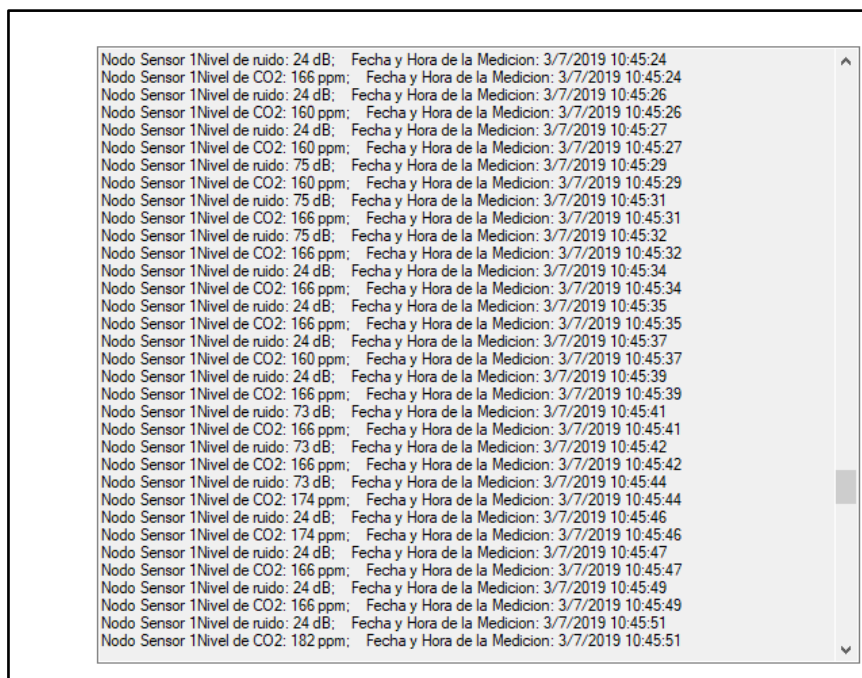 Nodo Sensor 1Nivel de ruido: 24 dB;    Fecha y Hora de la Medicion: 3/7/2019 10:45:24
Nodo Sensor 1Nivel de CO2: 166 ppm;    Fecha y Hora de la Medicion: 3/7/2019 10:45:24
Nodo Sensor 1Nivel de ruido: 24 dB;    Fecha y Hora de la Medicion: 3/7/2019 10:45:26
Nodo Sensor 1Nivel de CO2: 160 ppm;    Fecha y Hora de la Medicion: 3/7/2019 10:45:26
Nodo Sensor 1Nivel de ruido: 24 dB;    Fecha y Hora de la Medicion: 3/7/2019 10:45:27
Nodo Sensor 1Nivel de CO2: 160 ppm;    Fecha y Hora de la Medicion: 3/7/2019 10:45:27
Nodo Sensor 1Nivel de ruido: 75 dB;    Fecha y Hora de la Medicion: 3/7/2019 10:45:29
Nodo Sensor 1Nivel de CO2: 160 ppm;    Fecha y Hora de la Medicion: 3/7/2019 10:45:29
Nodo Sensor 1Nivel de ruido: 75 dB;    Fecha y Hora de la Medicion: 3/7/2019 10:45:31
Nodo Sensor 1Nivel de CO2: 166 ppm;    Fecha y Hora de la Medicion: 3/7/2019 10:45:31
Nodo Sensor 1Nivel de ruido: 75 dB;    Fecha y Hora de la Medicion: 3/7/2019 10:45:32
Nodo Sensor 1Nivel de CO2: 166 ppm;    Fecha y Hora de la Medicion: 3/7/2019 10:45:32
Nodo Sensor 1Nivel de ruido: 24 dB;    Fecha y Hora de la Medicion: 3/7/2019 10:45:34
Nodo Sensor 1Nivel de CO2: 166 ppm;    Fecha y Hora de la Medicion: 3/7/2019 10:45:34
Nodo Sensor 1Nivel de ruido: 24 dB;    Fecha y Hora de la Medicion: 3/7/2019 10:45:35
Nodo Sensor 1Nivel de CO2: 166 ppm;    Fecha y Hora de la Medicion: 3/7/2019 10:45:35
Nodo Sensor 1Nivel de ruido: 24 dB;    Fecha y Hora de la Medicion: 3/7/2019 10:45:37
Nodo Sensor 1Nivel de CO2: 160 ppm;    Fecha y Hora de la Medicion: 3/7/2019 10:45:37
Nodo Sensor 1Nivel de ruido: 24 dB;    Fecha y Hora de la Medicion: 3/7/2019 10:45:39
Nodo Sensor 1Nivel de CO2: 166 ppm;    Fecha y Hora de la Medicion: 3/7/2019 10:45:39
Nodo Sensor 1Nivel de ruido: 73 dB;    Fecha y Hora de la Medicion: 3/7/2019 10:45:41
Nodo Sensor 1Nivel de CO2: 166 ppm;    Fecha y Hora de la Medicion: 3/7/2019 10:45:41
Nodo Sensor 1Nivel de ruido: 73 dB;    Fecha y Hora de la Medicion: 3/7/2019 10:45:42
Nodo Sensor 1Nivel de CO2: 166 ppm;    Fecha y Hora de la Medicion: 3/7/2019 10:45:42
Nodo Sensor 1Nivel de ruido: 73 dB;    Fecha y Hora de la Medicion: 3/7/2019 10:45:44
Nodo Sensor 1Nivel de CO2: 174 ppm;    Fecha y Hora de la Medicion: 3/7/2019 10:45:44
Nodo Sensor 1Nivel de ruido: 24 dB;    Fecha y Hora de la Medicion: 3/7/2019 10:45:46
Nodo Sensor 1Nivel de CO2: 174 ppm;    Fecha y Hora de la Medicion: 3/7/2019 10:45:46
Nodo Sensor 1Nivel de ruido: 24 dB;    Fecha y Hora de la Medicion: 3/7/2019 10:45:47
Nodo Sensor 1Nivel de CO2: 166 ppm;    Fecha y Hora de la Medicion: 3/7/2019 10:45:47
Nodo Sensor 1Nivel de ruido: 24 dB;    Fecha y Hora de la Medicion: 3/7/2019 10:45:49
Nodo Sensor 1Nivel de CO2: 166 ppm;    Fecha y Hora de la Medicion: 3/7/2019 10:45:49
Nodo Sensor 1Nivel de ruido: 24 dB;    Fecha y Hora de la Medicion: 3/7/2019 10:45:51
Nodo Sensor 1Nivel de CO2: 182 ppm;    Fecha y Hora de la Medicion: 3/7/2019 10:45:51